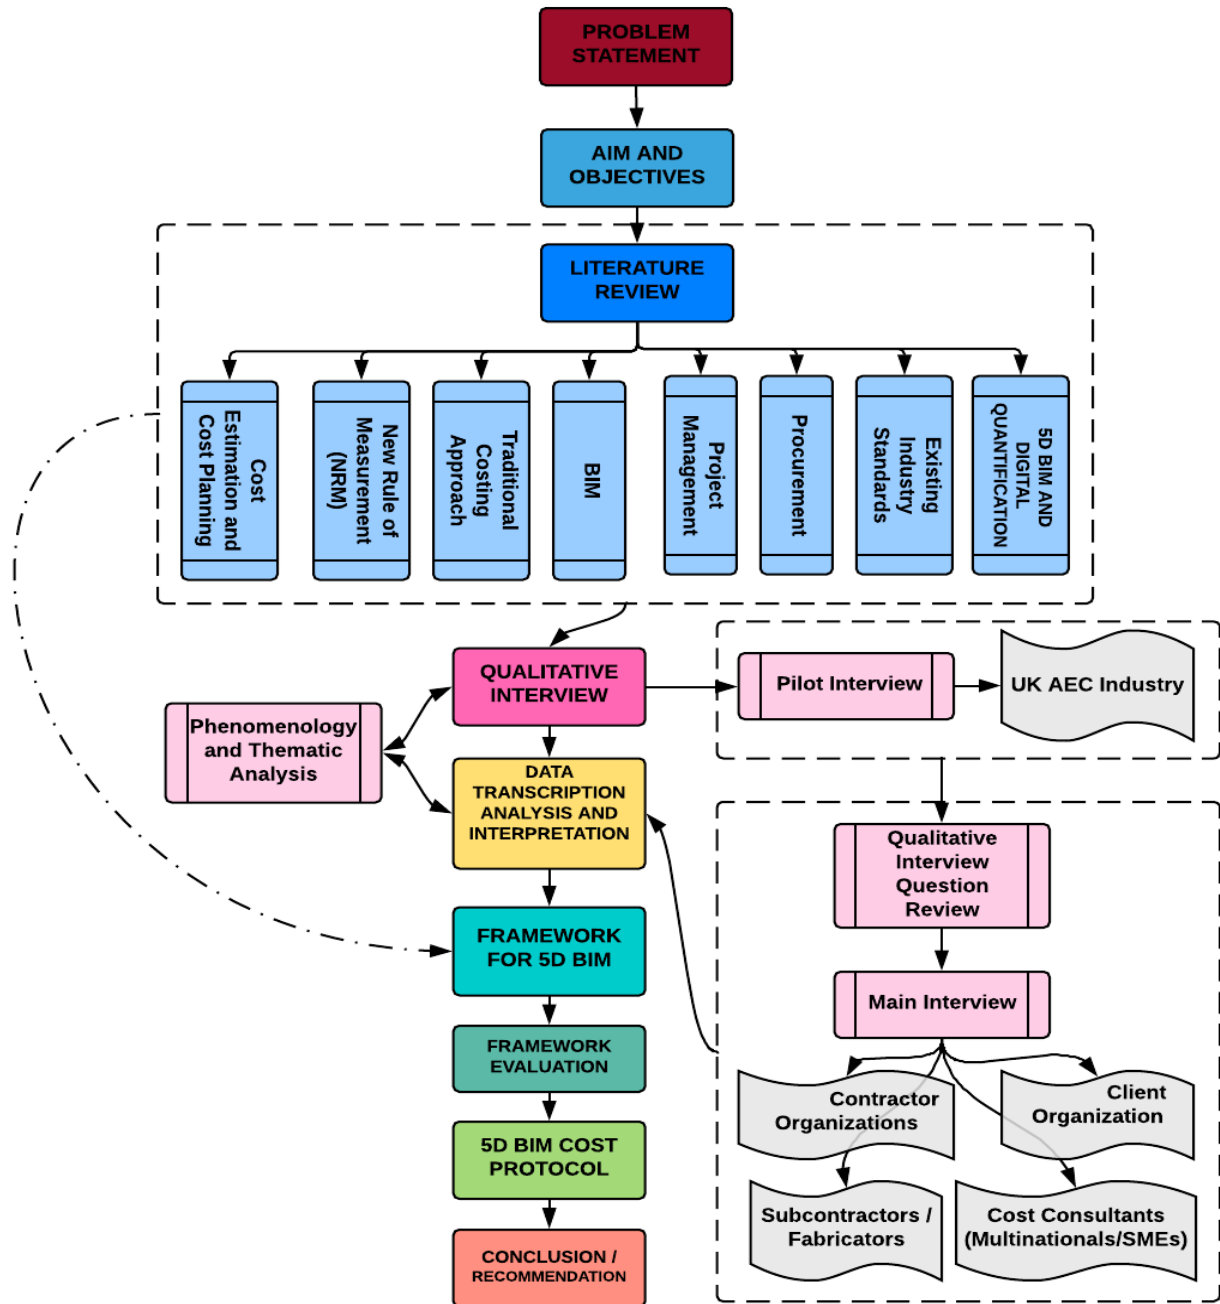 PROBLEM
STATEMENT
AIM AND
OBJECTIVES
LITERATURE
REVIEW
Cost
Estimation and
Cost Planning
New Rule of
Measurement
(NRM)
Traditional
Costing
Approach
BIM
Project
Management
Procurement
Existing
Industry
Standards
5D BIM AND
DIGITAL
QUANTIFICATION
QUALITATIVE
INTERVIEW
Pilot Interview
UK AEC Industry
Phenomenology
and Thematic
Analysis
DATA
TRANSCRIPTION
ANALYSIS AND
INTERPRETATION
Qualitative
Interview
Question
Review
FRAMEWORK
FOR 5D BIM
Main Interview
FRAMEWORK
EVALUATION
Contractor
Organizations
Client
Organization
5D BIM COST
PROTOCOL
Subcontractors /
Fabricators
Cost Consultants
(Multinationals/SMEs)
CONCLUSION /
RECOMMENDATION